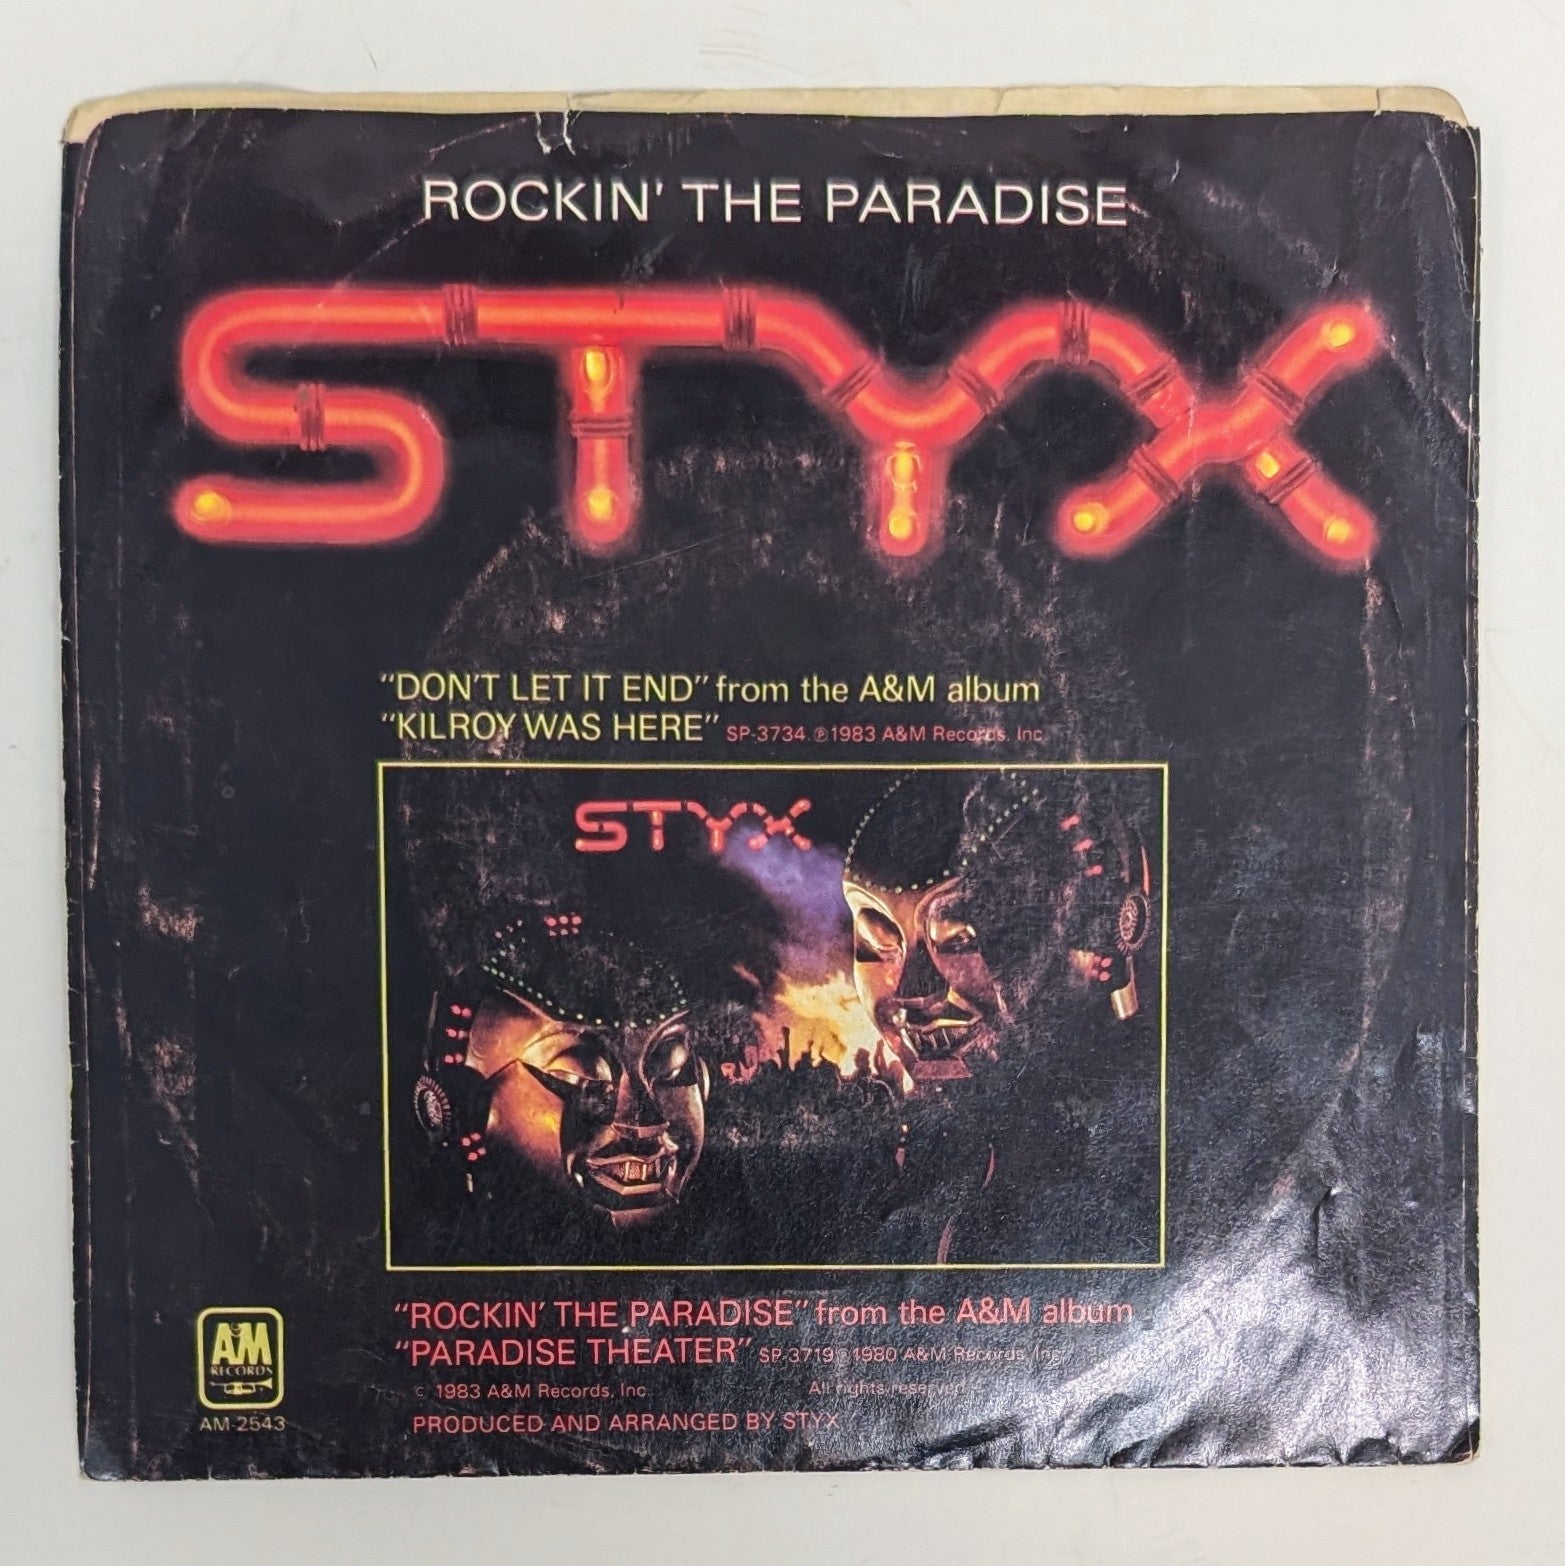 ROCKIN' THE PARADISE
STYX
"DON'T LET IT END" from the A&M album
"KILROY WAS HERE" SP-3734 ℗1983 A&M Records, Inc
STYX
"ROCKIN' THE PARADISE" from the A&M album
"PARADISE THEATER" SP-3719 ℗1980 A&M Records, Inc.
© 1983 A&M Records, Inc. All rights reserved
PRODUCED AND ARRANGED BY STYX
A&M
RECORDS
AM-2543